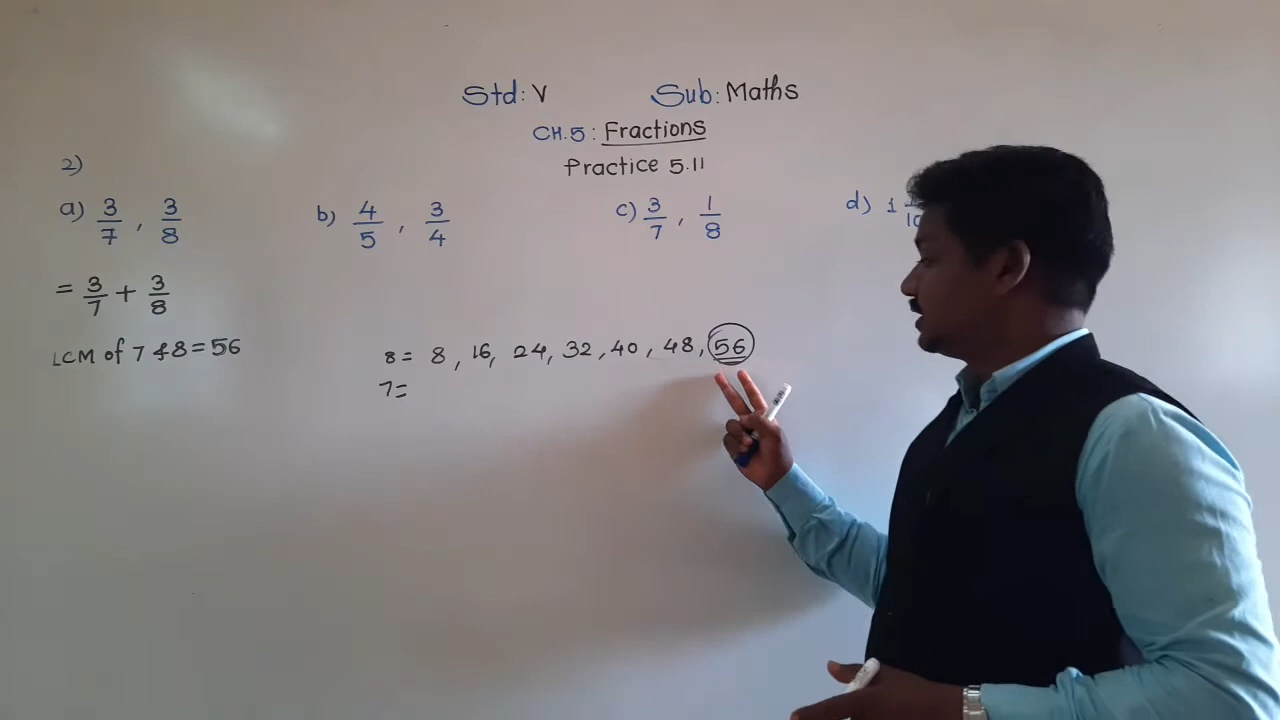 Std: V Sub: Maths
CH.5: Fractions
Practice 5.11
2)
a) 3/7 , 3/8 b) 4/5 , 3/4 c) 3/7 , 1/8 d) 1
= 3/7 + 3/8
LCM of 7 & 8 = 56
8 = 8, 16, 24, 32, 40, 48, 56
7 =